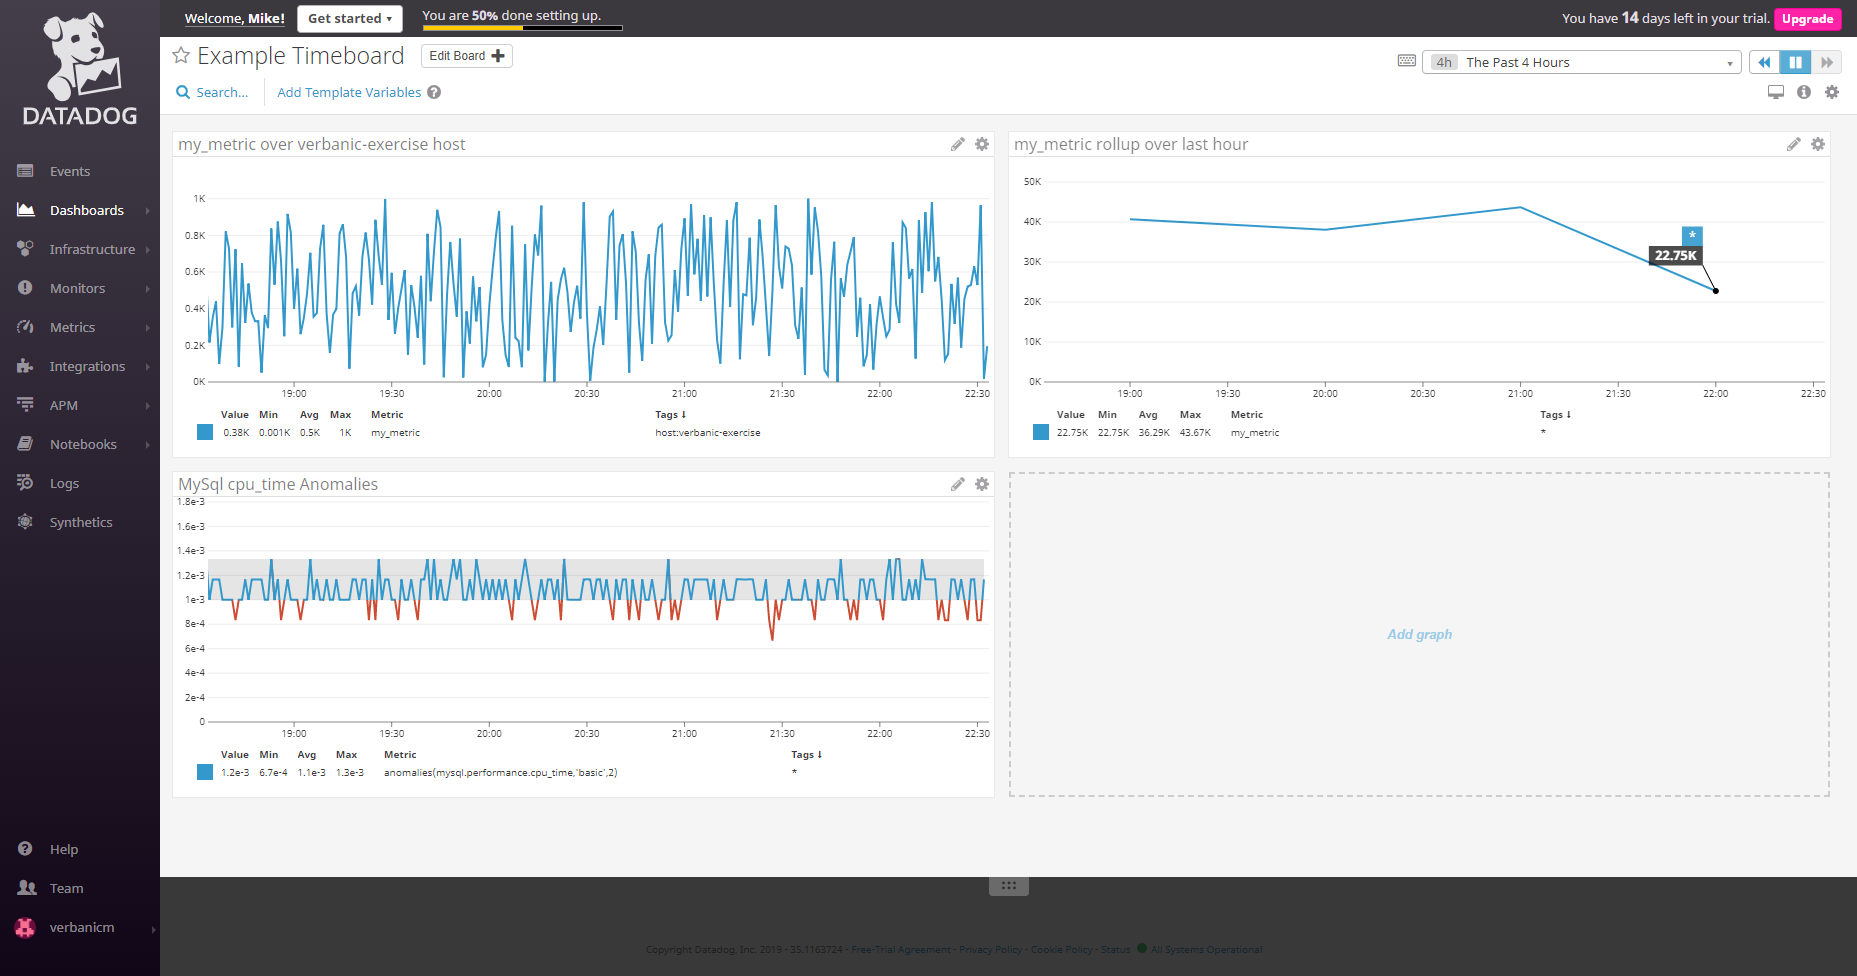 DATADOG
Events
Dashboards
Infrastructure
Monitors
Metrics
Integrations
APM
Notebooks
Logs
Synthetics
Help
Team
verbanicm
Welcome, Mike!
Get started
You are 50% done setting up.
You have 14 days left in your trial. Upgrade
Example Timeboard
Edit Board
4h The Past 4 Hours
Search...
Add Template Variables
my_metric over verbanic-exercise host
1K
0.8K
0.6K
0.4K
0.2K
0K
19:00 19:30 20:00 20:30 21:00 21:30 22:00 22:30
Value Min Avg Max Metric Tags
0.38K 0.001K 0.5K 1K my_metric host:verbanic-exercise
my_metric rollup over last hour
50K
40K
30K
20K
10K
0K
*
22.75K
19:00 19:30 20:00 20:30 21:00 21:30 22:00 22:30
Value Min Avg Max Metric Tags
22.75K 22.75K 36.29K 43.67K my_metric *
MySql cpu_time Anomalies
1.8e-3
1.6e-3
1.4e-3
1.2e-3
1e-3
8e-4
6e-4
4e-4
2e-4
0
19:00 19:30 20:00 20:30 21:00 21:30 22:00 22:30
Value Min Avg Max Metric Tags
1.2e-3 6.7e-4 1.1e-3 1.3e-3 anomalies(mysql.performance.cpu_time,'basic',2) *
Add graph
Copyright Datadog, Inc. 2019 - 35.1163724 - Free-Trial Agreement - Privacy Policy - Cookie Policy - Status All Systems Operational